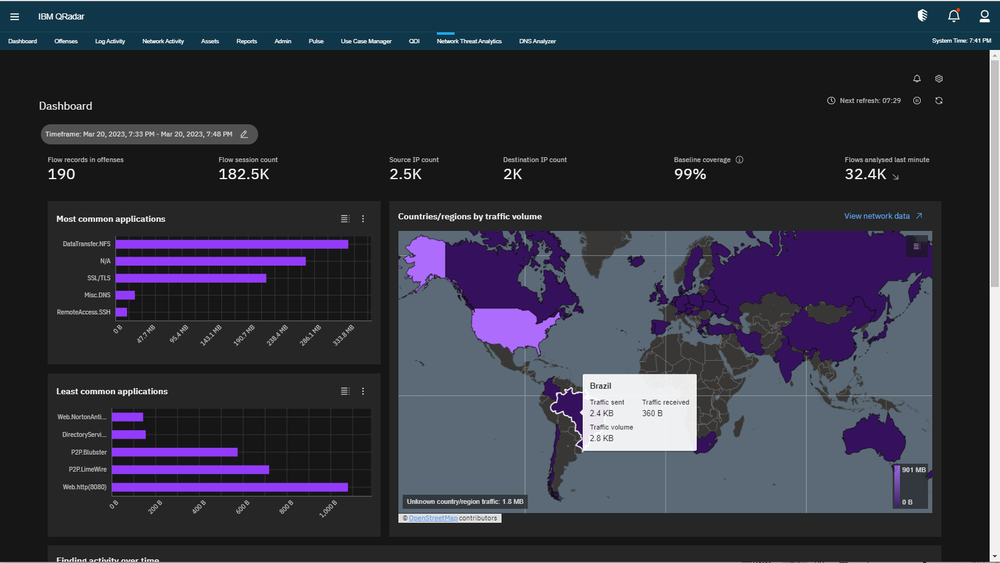 IBM QRadar
Dashboard Offenses Log Activity Network Activity Assets Reports Admin Pulse Use Case Manager QDI Network Threat Analytics DNS Analyzer System Time: 7:41 PM
Next refresh: 07:29
Dashboard
Timeframe: Mar 20, 2023, 7:33 PM - Mar 20, 2023, 7:48 PM
Flow records in offenses
190
Flow session count
182.5K
Source IP count
2.5K
Destination IP count
2K
Baseline coverage
99%
Flows analysed last minute
32.4K
Most common applications
DataTransfer.NFS
N/A
SSL/TLS
Misc.DNS
RemoteAccess.SSH
0 B 47.7 MB 95.4 MB 143.1 MB 190.7 MB 238.4 MB 286.1 MB 333.8 MB
Least common applications
Web.NortonAnti...
DirectoryServi...
P2P.Blubster
P2P.LimeWire
Web.http(8080)
0 B 200 B 400 B 600 B 800 B 1,000 B
Countries/regions by traffic volume
View network data
Brazil
Traffic sent Traffic received
2.4 KB 360 B
Traffic volume
2.8 KB
901 MB
0 B
Unknown country/region traffic: 1.8 MB
© OpenStreetMap contributors
Finding activity over time